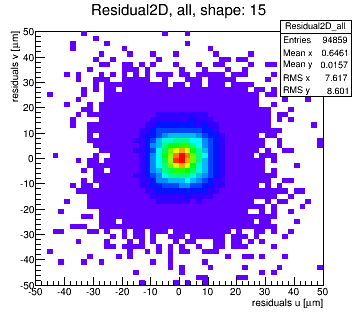 Residual2D, all, shape: 15
Residual2D_all
Entries 94859
Mean x 0.6461
Mean y 0.0157
RMS x 7.617
RMS y 8.601
residuals v [μm]
50
40
30
20
10
0
-10
-20
-30
-40
-50
-50 -40 -30 -20 -10 0 10 20 30 40 50
residuals u [μm]